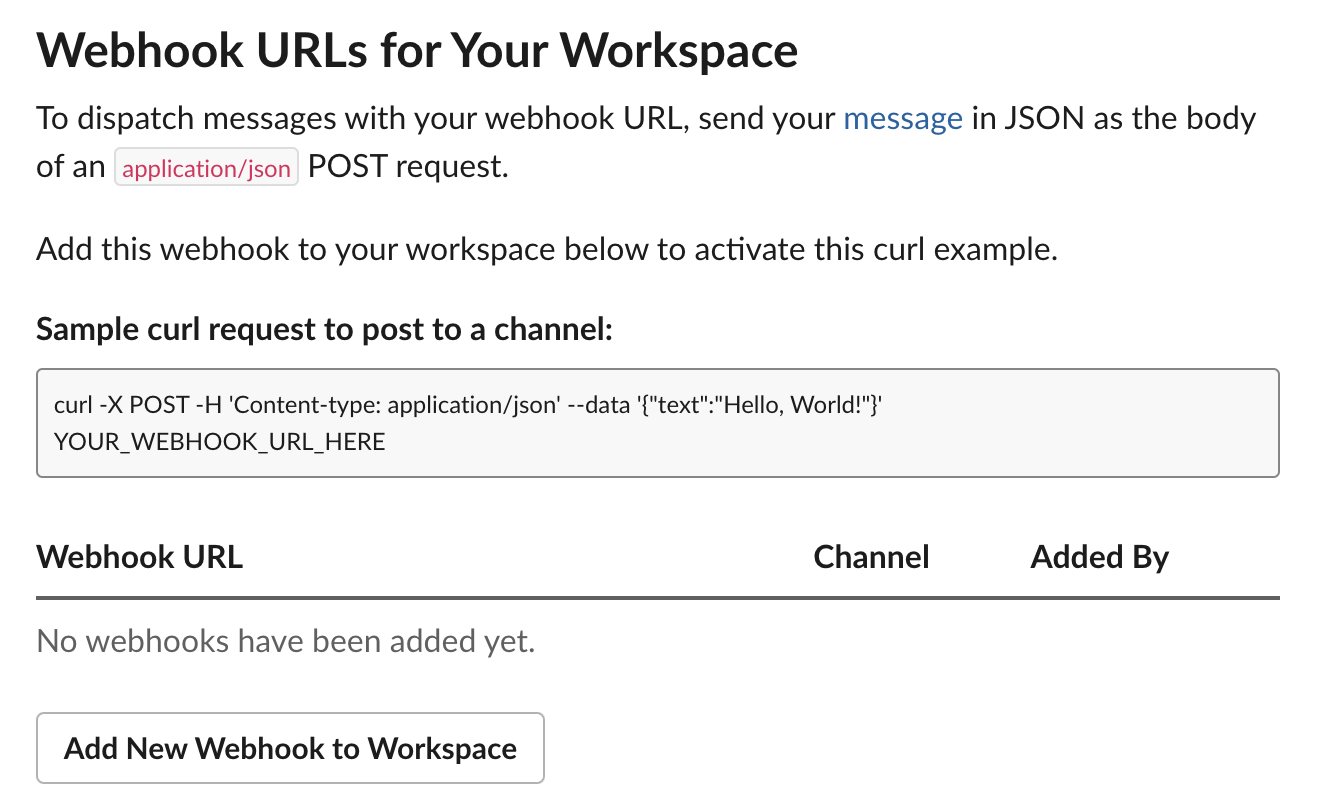 Webhook URLs for Your Workspace
To dispatch messages with your webhook URL, send your message in JSON as the body
of an application/json POST request.
Add this webhook to your workspace below to activate this curl example.
Sample curl request to post to a channel:
curl -X POST -H 'Content-type: application/json' --data '{"text":"Hello, World!"}'
YOUR_WEBHOOK_URL_HERE
Webhook URL Channel Added By
No webhooks have been added yet.
Add New Webhook to Workspace